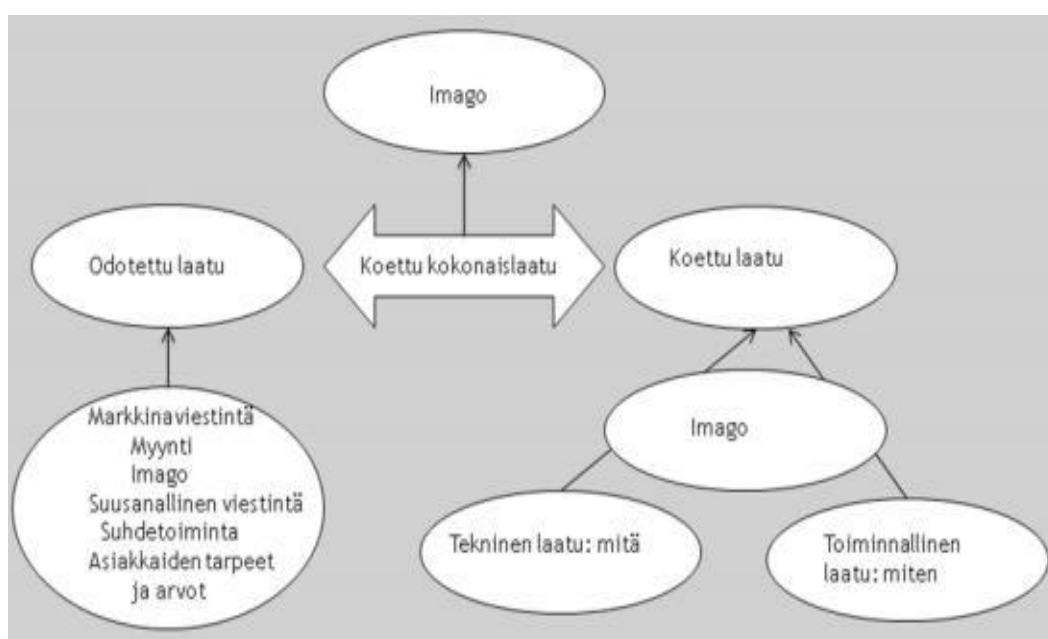 Imago
Odotettu laatu
Koettu kokonaislaatu
Koettu laatu
Markkinaviestintä
Myynti
Imago
Suusanallinen viestintä
Suhdetoiminta
Asiakkaiden tarpeet
ja arvot
Imago
Tekninen laatu: mitä
Toiminnallinen
laatu: miten